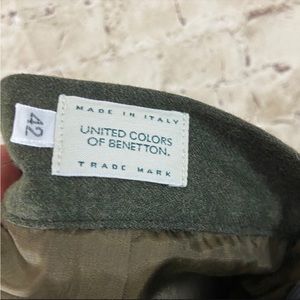 MADE IN ITALY
UNITED COLORS
OF BENETTON.
TRADE MARK
42